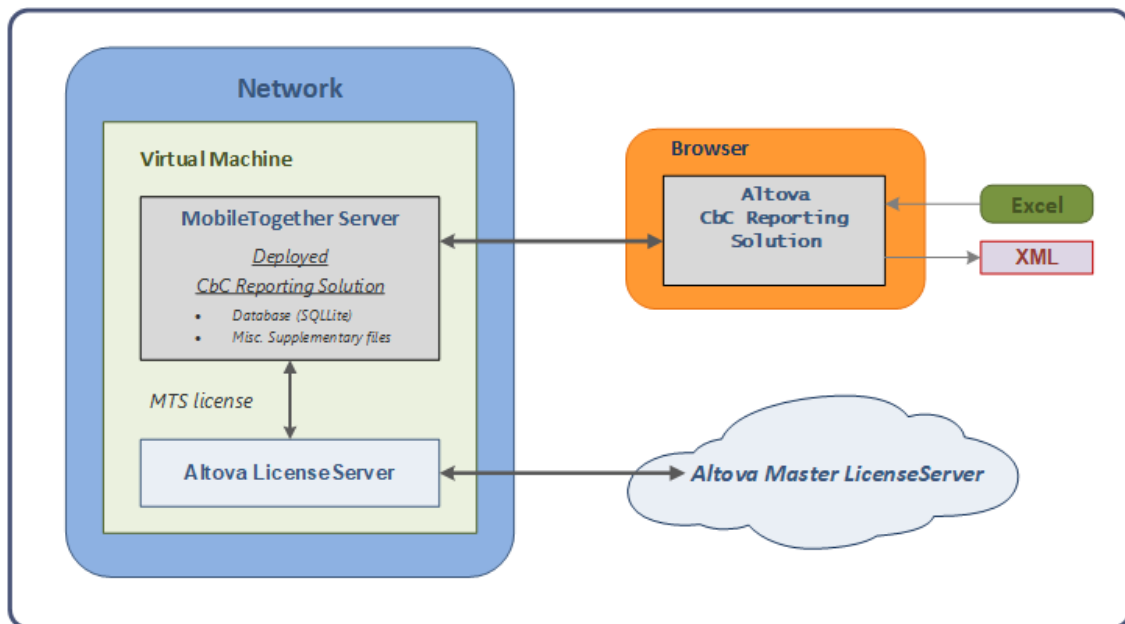 Network
Virtual Machine
MobileTogether Server
Deployed
CbC Reporting Solution
• Database (SQLLite)
• Misc. Supplementary files
MTS license
Altova LicenseServer
Browser
Altova
CbC Reporting
Solution
Excel
XML
Altova Master LicenseServer